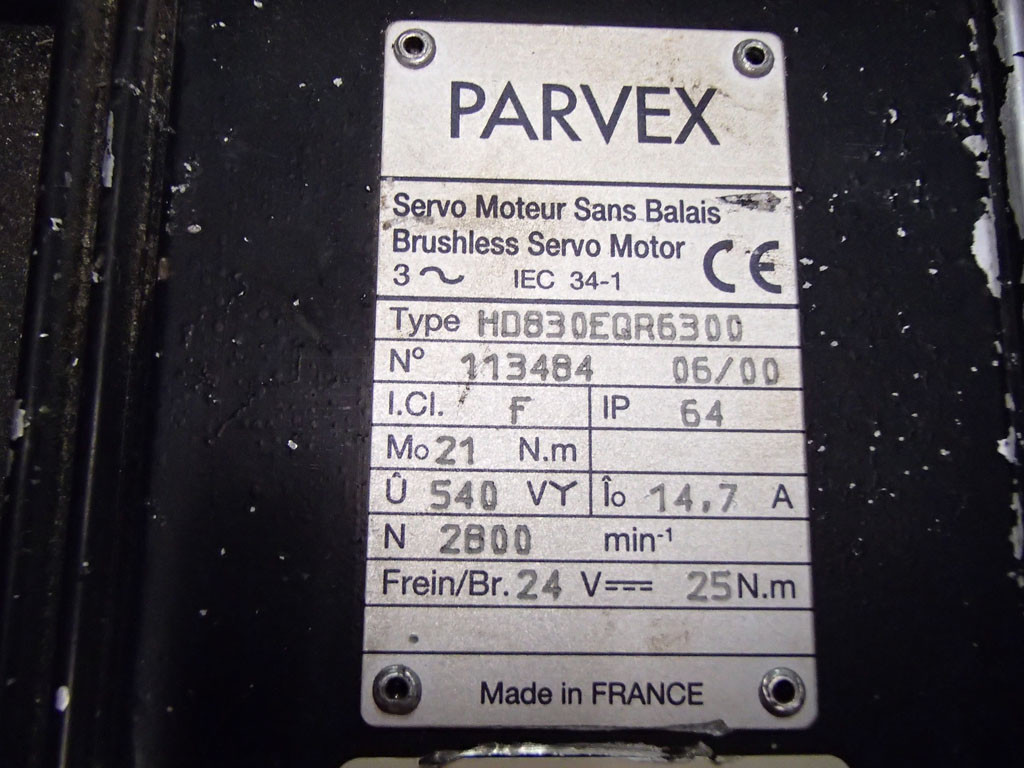 PARVEX
Servo Moteur Sans Balais
Brushless Servo Motor
3 ~ IEC 34-1 CE
Type HD830EQR6300
N° 113484 06/00
I.Cl. F IP 64
Mo 21 N.m
Û 540 VY Îo 14,7 A
N 2800 min⁻¹
Frein/Br. 24 V⎓ 25 N.m
Made in FRANCE